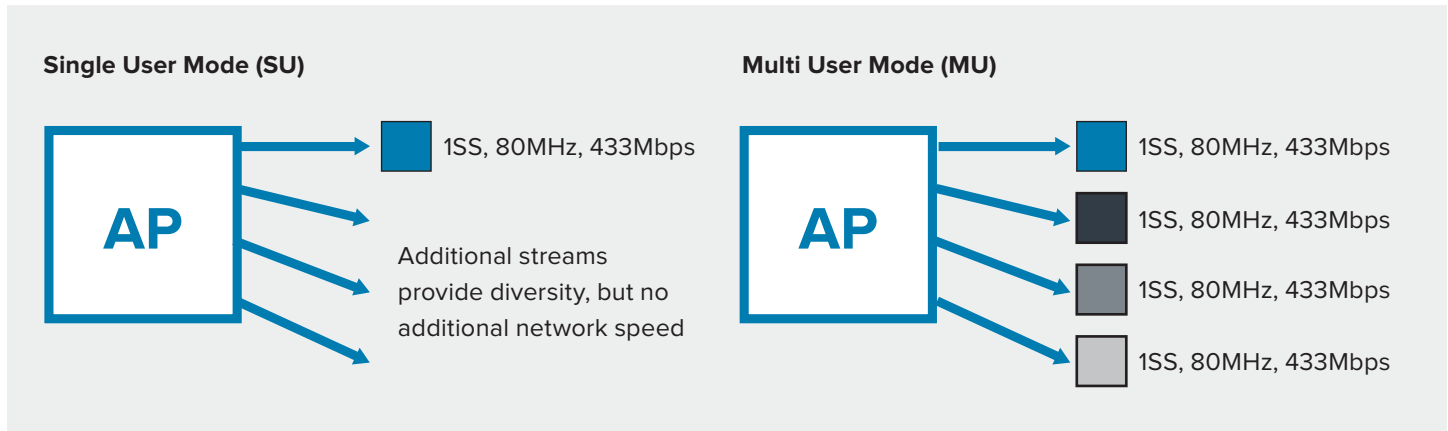 Single User Mode (SU)
AP
1SS, 80MHz, 433Mbps
Additional streams
provide diversity, but no
additional network speed
Multi User Mode (MU)
AP
1SS, 80MHz, 433Mbps
1SS, 80MHz, 433Mbps
1SS, 80MHz, 433Mbps
1SS, 80MHz, 433Mbps